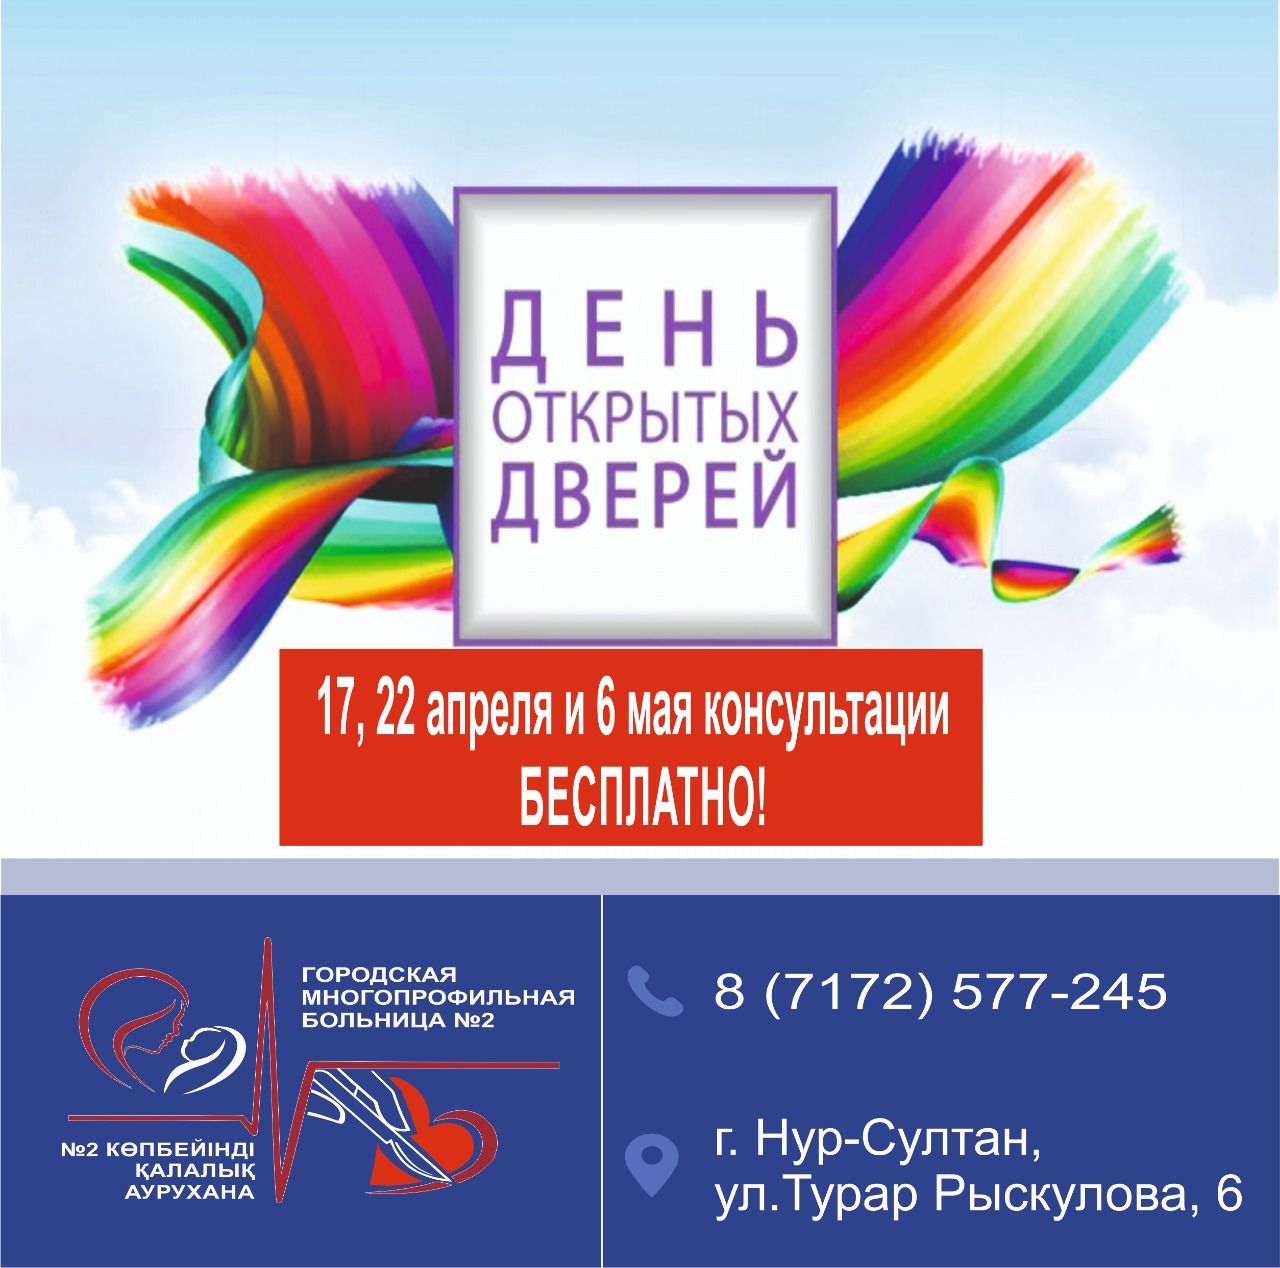 ДЕНЬ
ОТКРЫТЫХ
ДВЕРЕЙ
17, 22 апреля и 6 мая консультации
БЕСПЛАТНО!
ГОРОДСКАЯ
МНОГОПРОФИЛЬНАЯ
БОЛЬНИЦА №2
№2 КӨПБЕЙІНДІ
ҚАЛАЛЫҚ
АУРУХАНА
8 (7172) 577-245
г. Нур-Султан,
ул.Турар Рыскулова, 6